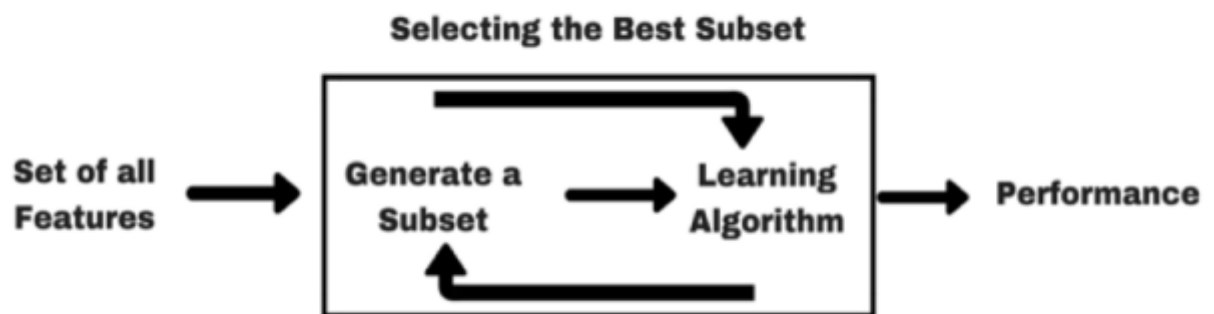 Selecting the Best Subset
Set of all
Features
Generate a
Subset
Learning
Algorithm
Performance